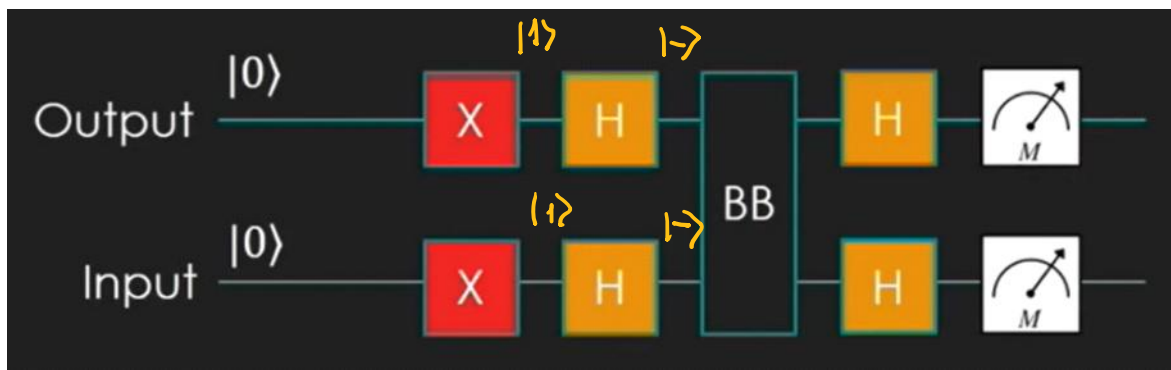 |1⟩ |−⟩
|0⟩
Output X H H M
BB
|1⟩ |−⟩
|0⟩
Input X H H M